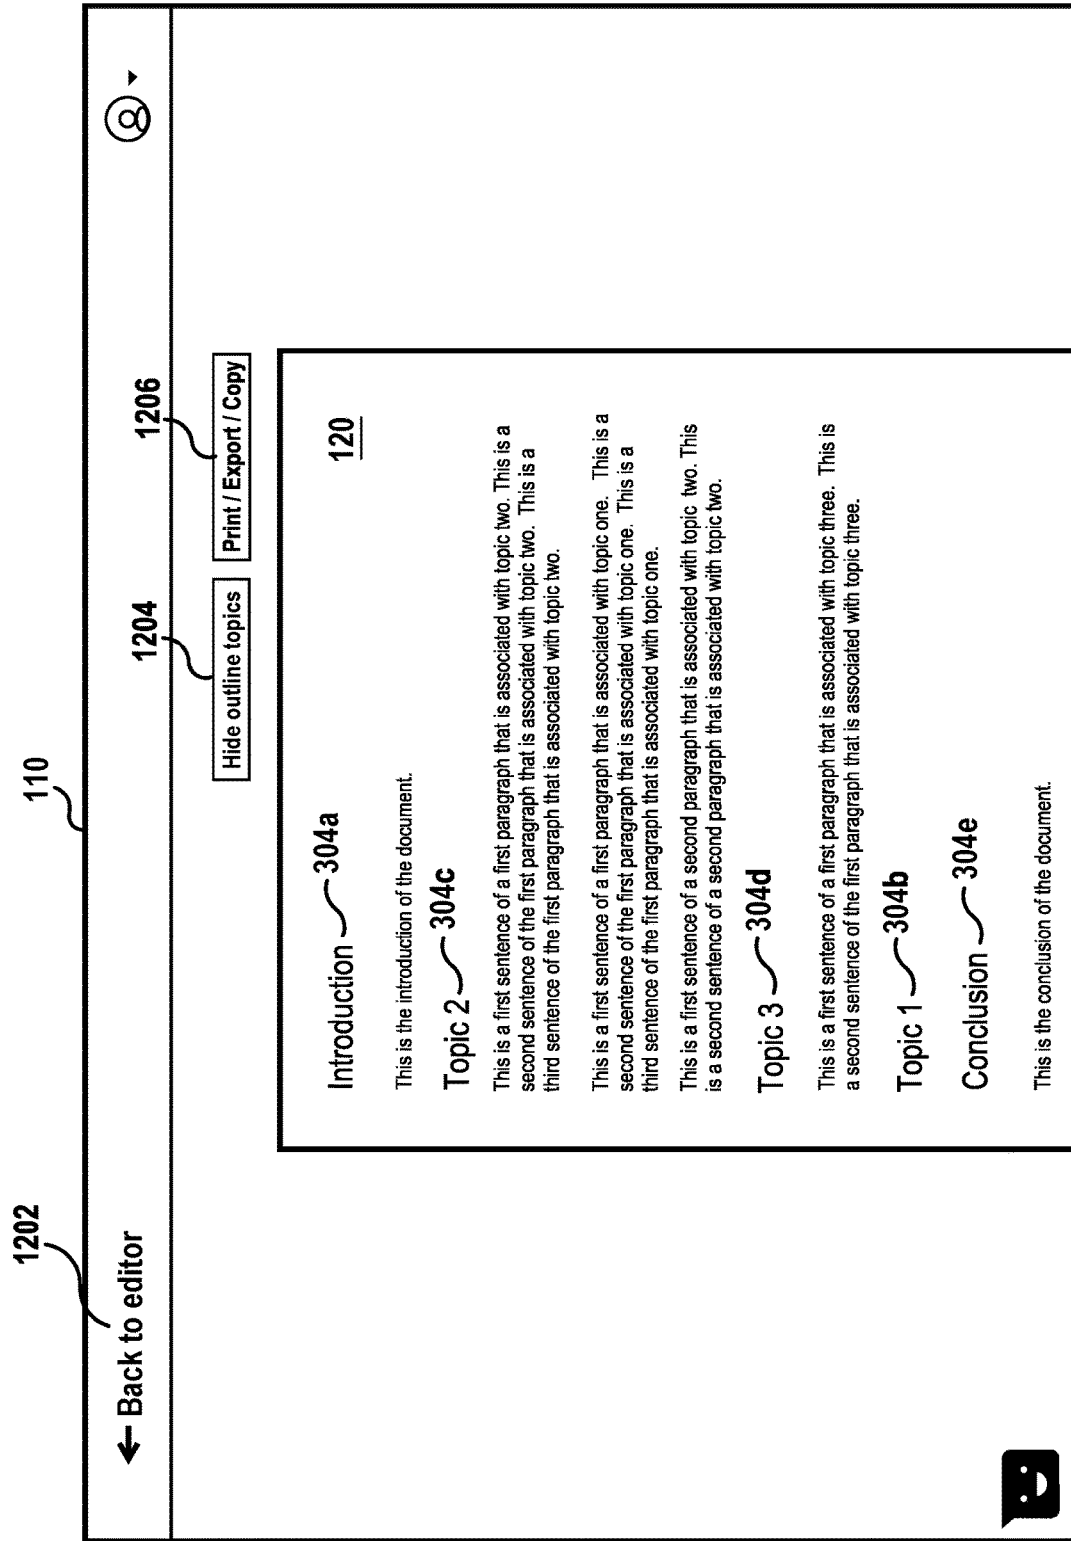 110
1202
← Back to editor
1204
1206
Hide outline topics
Print / Export / Copy
120
Introduction 304a
This is the introduction of the document.
Topic 2 304c
This is a first sentence of a first paragraph that is associated with topic two. This is a
second sentence of the first paragraph that is associated with topic two. This is a
third sentence of the first paragraph that is associated with topic two.
This is a first sentence of a first paragraph that is associated with topic one. This is a
second sentence of the first paragraph that is associated with topic one. This is a
third sentence of the first paragraph that is associated with topic one.
This is a first sentence of a second paragraph that is associated with topic two. This
is a second sentence of a second paragraph that is associated with topic two.
Topic 3 304d
This is a first sentence of a first paragraph that is associated with topic three. This is
a second sentence of the first paragraph that is associated with topic three.
Topic 1 304b
Conclusion 304e
This is the conclusion of the document.